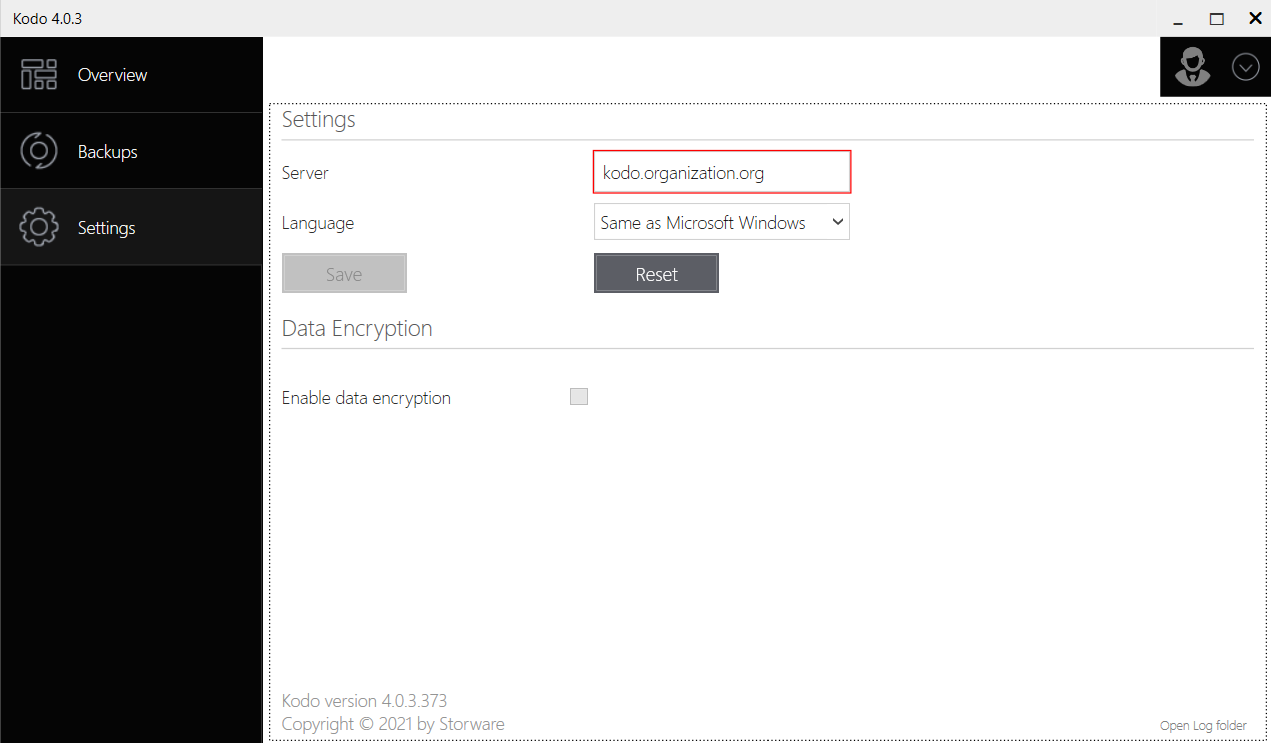 Kodo 4.0.3
Overview
Backups
Settings
Settings
Server
kodo.organization.org
Language
Same as Microsoft Windows
Save
Reset
Data Encryption
Enable data encryption
Kodo version 4.0.3.373
Copyright © 2021 by Storware
Open Log folder